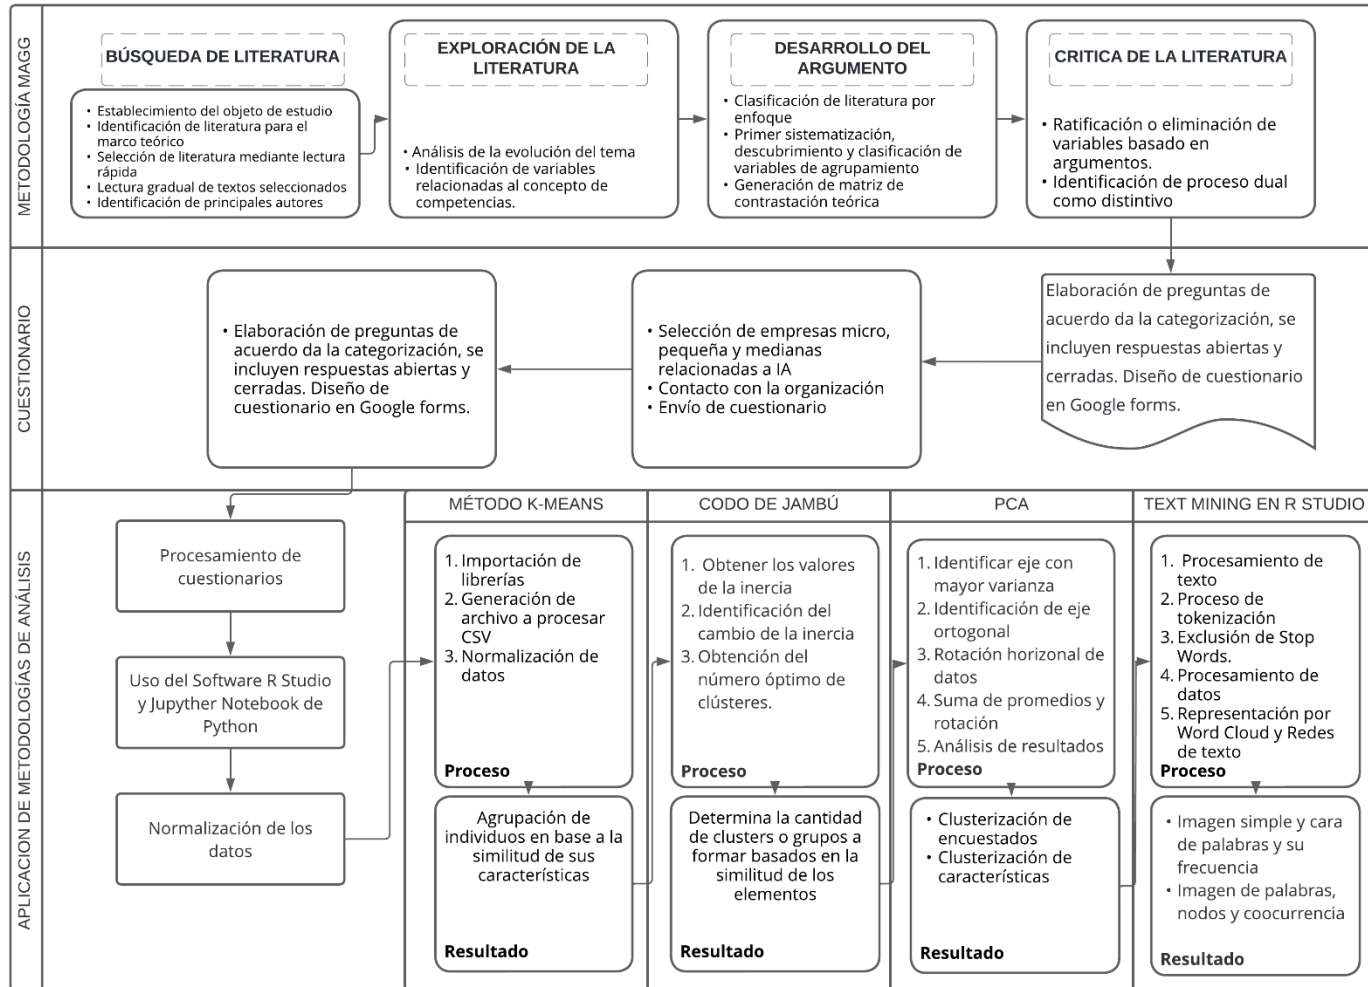 METODOLOGÍA MAGG
BÚSQUEDA DE LITERATURA
• Establecimiento del objeto de estudio
• Identificación de literatura para el
marco teórico
• Selección de literatura mediante lectura
rápida
• Lectura gradual de textos seleccionados
• Identificación de principales autores
EXPLORACIÓN DE LA
LITERATURA
• Análisis de la evolución del tema
• Identificación de variables
relacionadas al concepto de
competencias.
DESARROLLO DEL
ARGUMENTO
• Clasificación de literatura por
enfoque
• Primer sistematización,
descubrimiento y clasificación de
variables de agrupamiento
• Generación de matriz de
contrastación teórica
CRITICA DE LA LITERATURA
• Ratificación o eliminación de
variables basado en
argumentos.
• Identificación de proceso dual
como distintivo
CUESTIONARIO
• Elaboración de preguntas de
acuerdo da la categorización, se
incluyen respuestas abiertas y
cerradas. Diseño de
cuestionario en Google forms.
• Selección de empresas micro,
pequeña y medianas
relacionadas a IA
• Contacto con la organización
• Envío de cuestionario
Elaboración de preguntas de
acuerdo da la categorización, se
incluyen respuestas abiertas y
cerradas. Diseño de cuestionario
en Google forms.
APLICACION DE METODOLOGÍAS DE ANÁLISIS
Procesamiento de
cuestionarios
Uso del Software R Studio
y Jupyther Notebook de
Python
Normalización de los
datos
MÉTODO K-MEANS
1. Importación de
librerías
2. Generación de
archivo a procesar
CSV
3. Normalización de
datos
Proceso
Agrupación de
individuos en base a la
similitud de sus
características
Resultado
CODO DE JAMBÚ
1. Obtener los valores
de la inercia
2. Identificación del
cambio de la inercia
3. Obtención del
número óptimo de
clústeres.
Proceso
Determina la cantidad
de clusters o grupos a
formar basados en la
similitud de los
elementos
Resultado
PCA
1. Identificar eje con
mayor varianza
2. Identificación de eje
ortogonal
3. Rotación horizonal de
datos
4. Suma de promedios y
rotación
5. Análisis de resultados
Proceso
• Clusterización de
encuestados
• Clusterización de
características
Resultado
TEXT MINING EN R STUDIO
1. Procesamiento de
texto
2. Proceso de
tokenización
3. Exclusión de Stop
Words.
4. Procesamiento de
datos
5. Representación por
Word Cloud y Redes
de texto
Proceso
• Imagen simple y cara
de palabras y su
frecuencia
• Imagen de palabras,
nodos y coocurrencia
Resultado